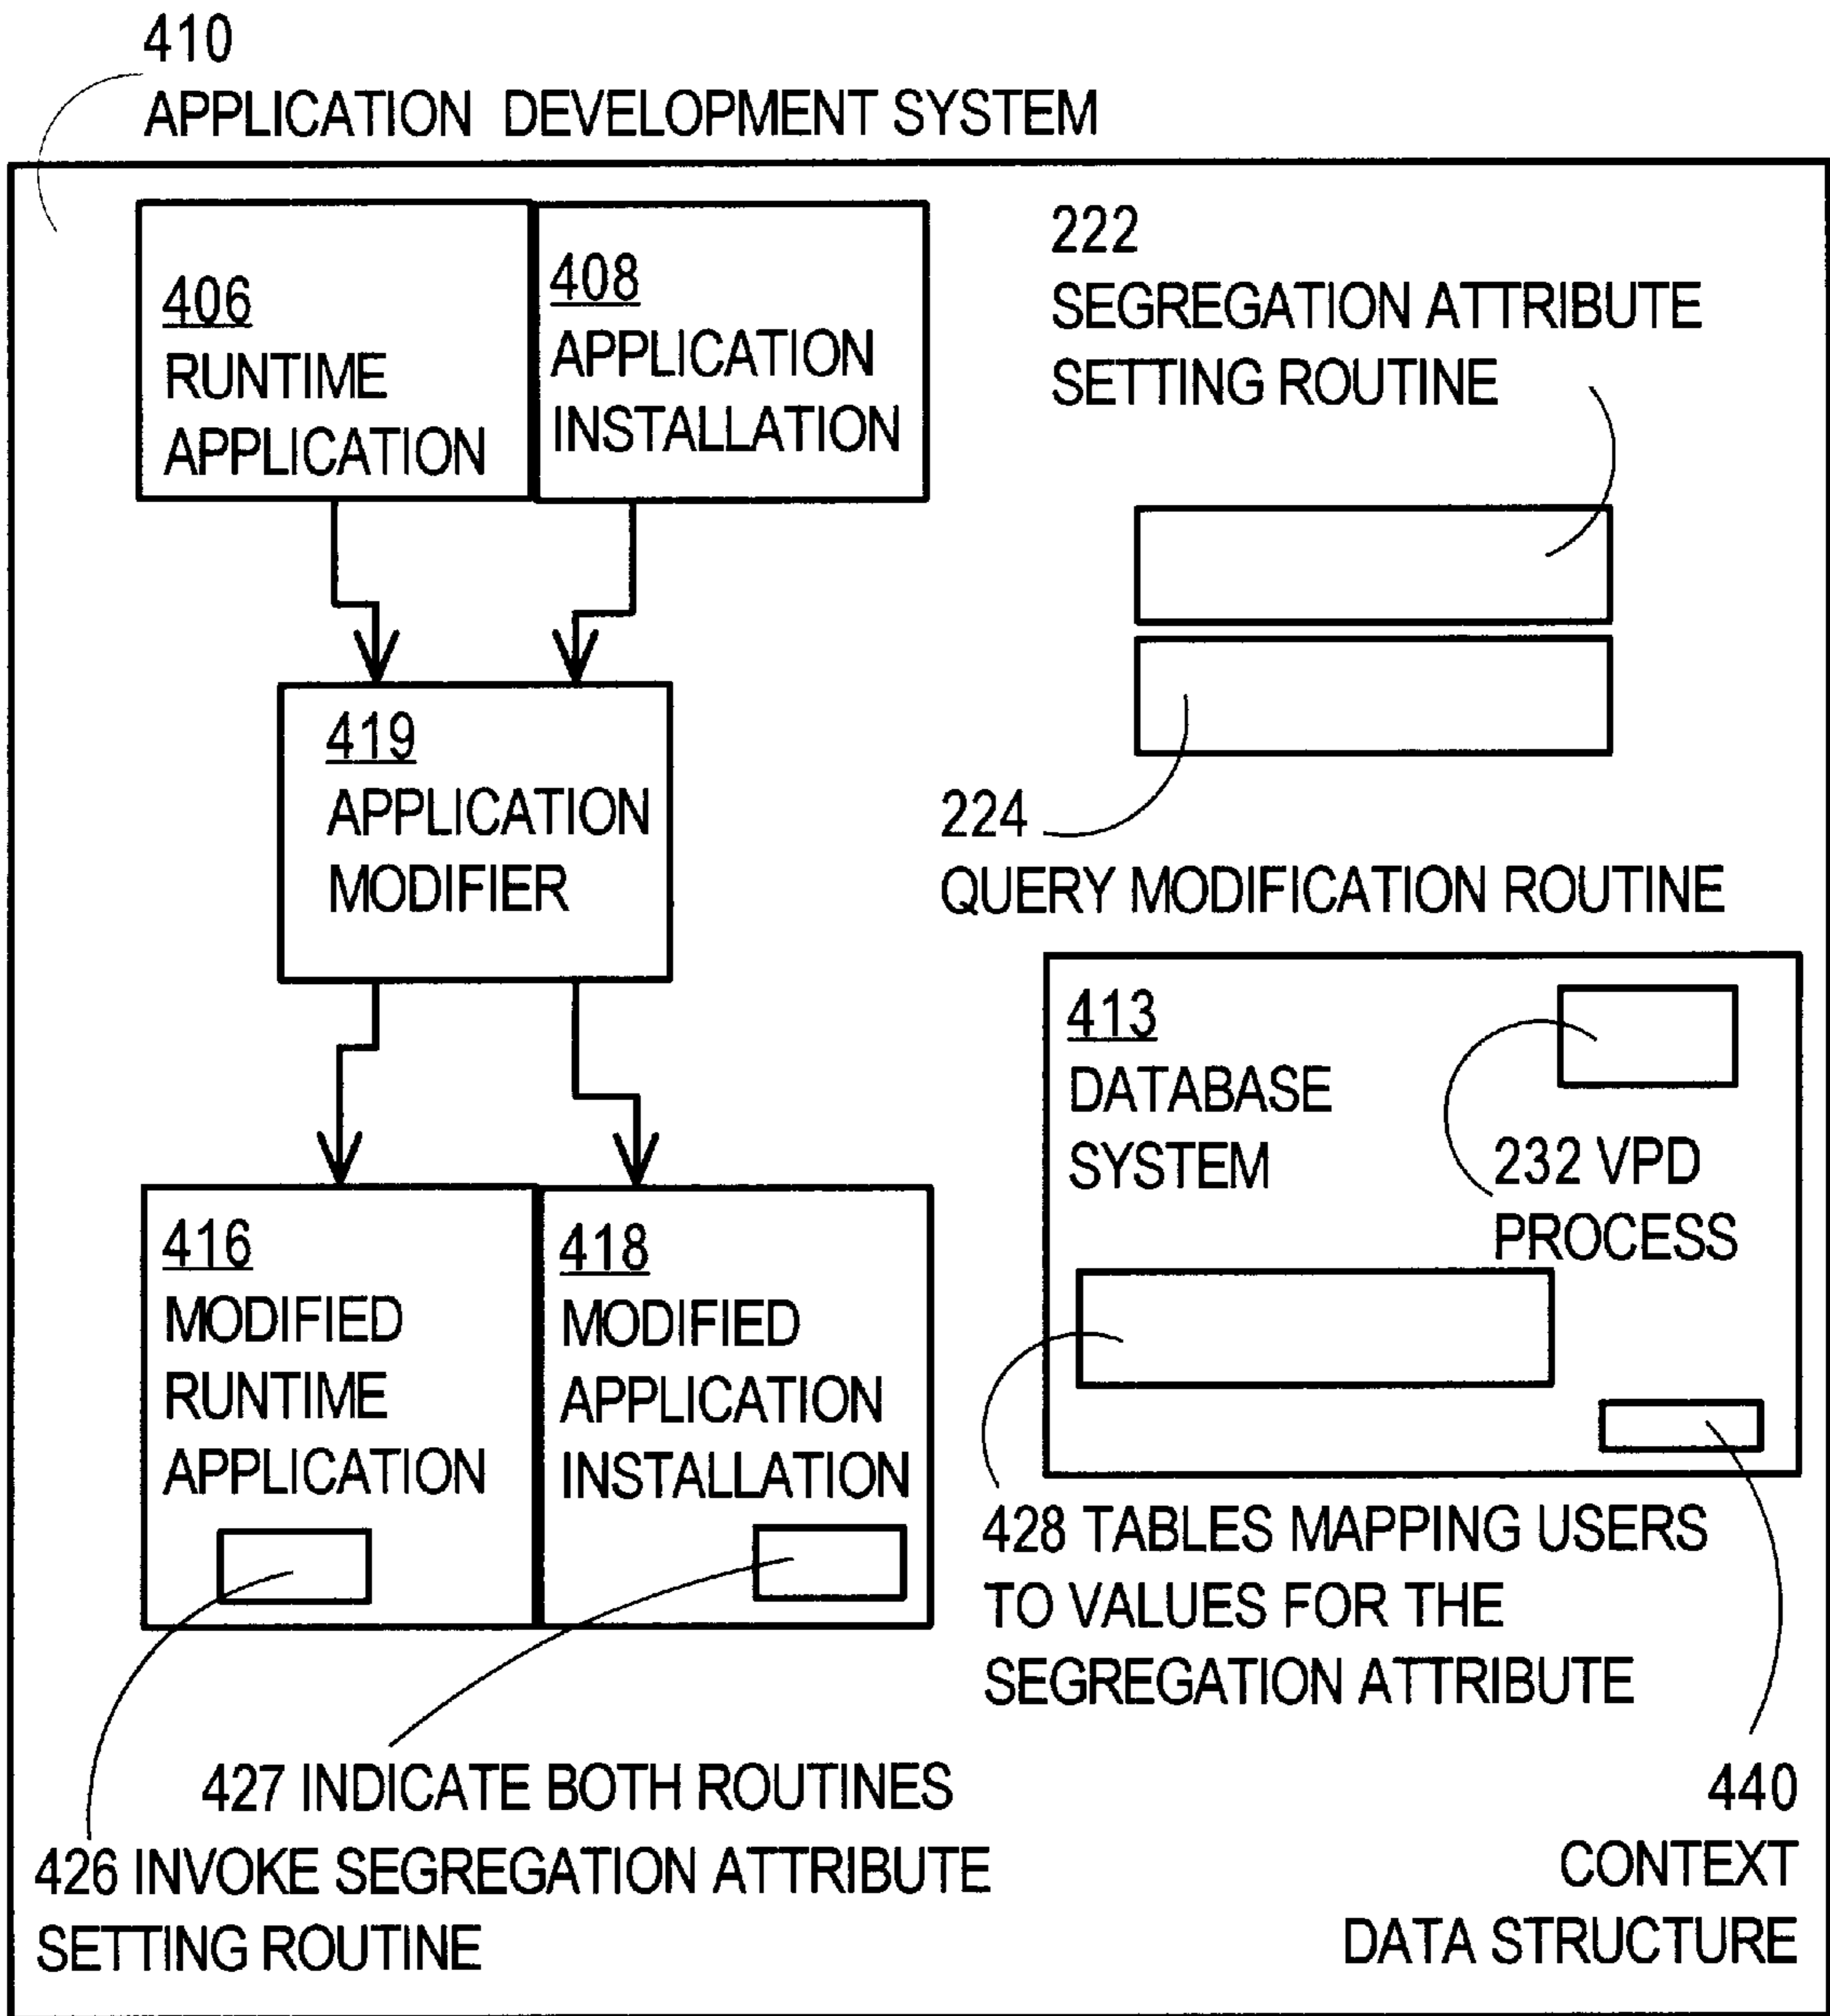 410
APPLICATION DEVELOPMENT SYSTEM
406
RUNTIME
APPLICATION
408
APPLICATION
INSTALLATION
222
SEGREGATION ATTRIBUTE
SETTING ROUTINE
419
APPLICATION
MODIFIER
224
QUERY MODIFICATION ROUTINE
413
DATABASE
SYSTEM
232 VPD
PROCESS
416
MODIFIED
RUNTIME
APPLICATION
418
MODIFIED
APPLICATION
INSTALLATION
428 TABLES MAPPING USERS
TO VALUES FOR THE
SEGREGATION ATTRIBUTE
427 INDICATE BOTH ROUTINES
426 INVOKE SEGREGATION ATTRIBUTE
SETTING ROUTINE
440
CONTEXT
DATA STRUCTURE